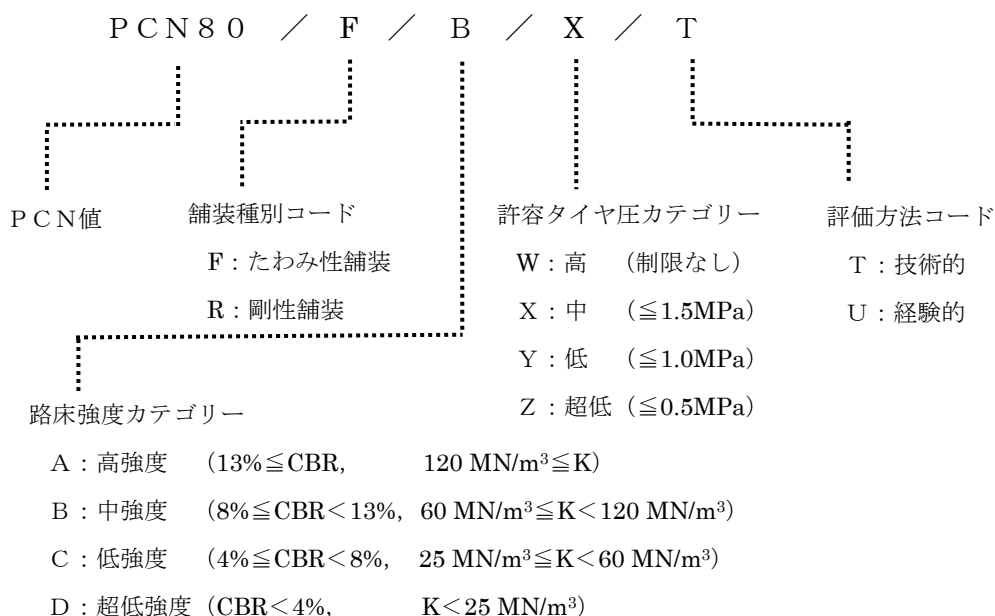 ＰＣＮ８０ ／ F ／ Ｂ ／ X ／ Ｔ
ＰＣＮ値
舗装種別コード
F：たわみ性舗装
R：剛性舗装
許容タイヤ圧カテゴリー
W：高 （制限なし）
Ｘ：中 （≦1.5MPa）
Ｙ：低 （≦1.0MPa）
Ｚ：超低（≦0.5MPa）
評価方法コード
Ｔ：技術的
Ｕ：経験的
路床強度カテゴリー
Ａ：高強度 （13%≦CBR, 120 MN/m³≦K）
Ｂ：中強度 （8%≦CBR＜13%, 60 MN/m³≦K＜120 MN/m³）
Ｃ：低強度 （4%≦CBR＜8%, 25 MN/m³≦K＜60 MN/m³）
Ｄ：超低強度（CBR＜4%, K＜25 MN/m³）